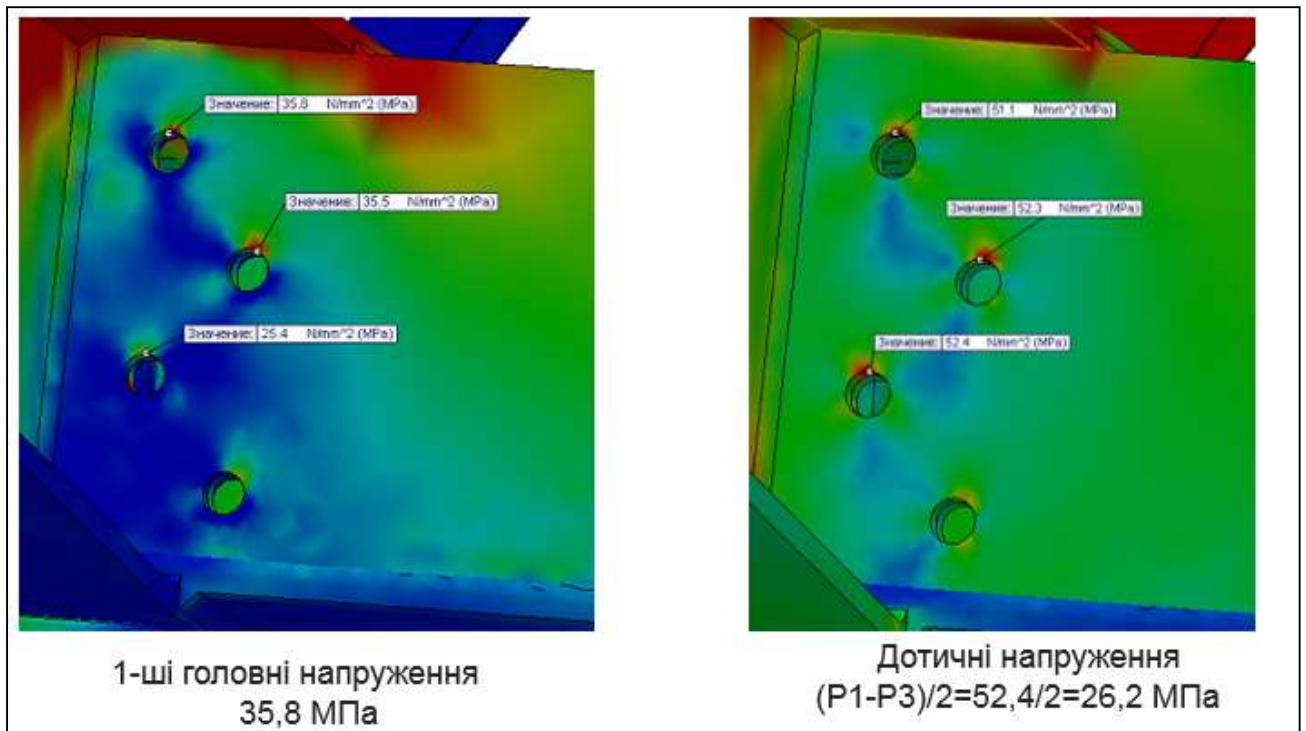 Значение: 35.8 N/mm^2 (MPa)
Значение: 35.5 N/mm^2 (MPa)
Значение: 25.4 N/mm^2 (MPa)
1-ші головні напруження
35,8 МПа
Значение: 51.1 N/mm^2 (MPa)
Значение: 52.3 N/mm^2 (MPa)
Значение: 52.4 N/mm^2 (MPa)
Дотичні напруження
(P1-P3)/2=52,4/2=26,2 МПа